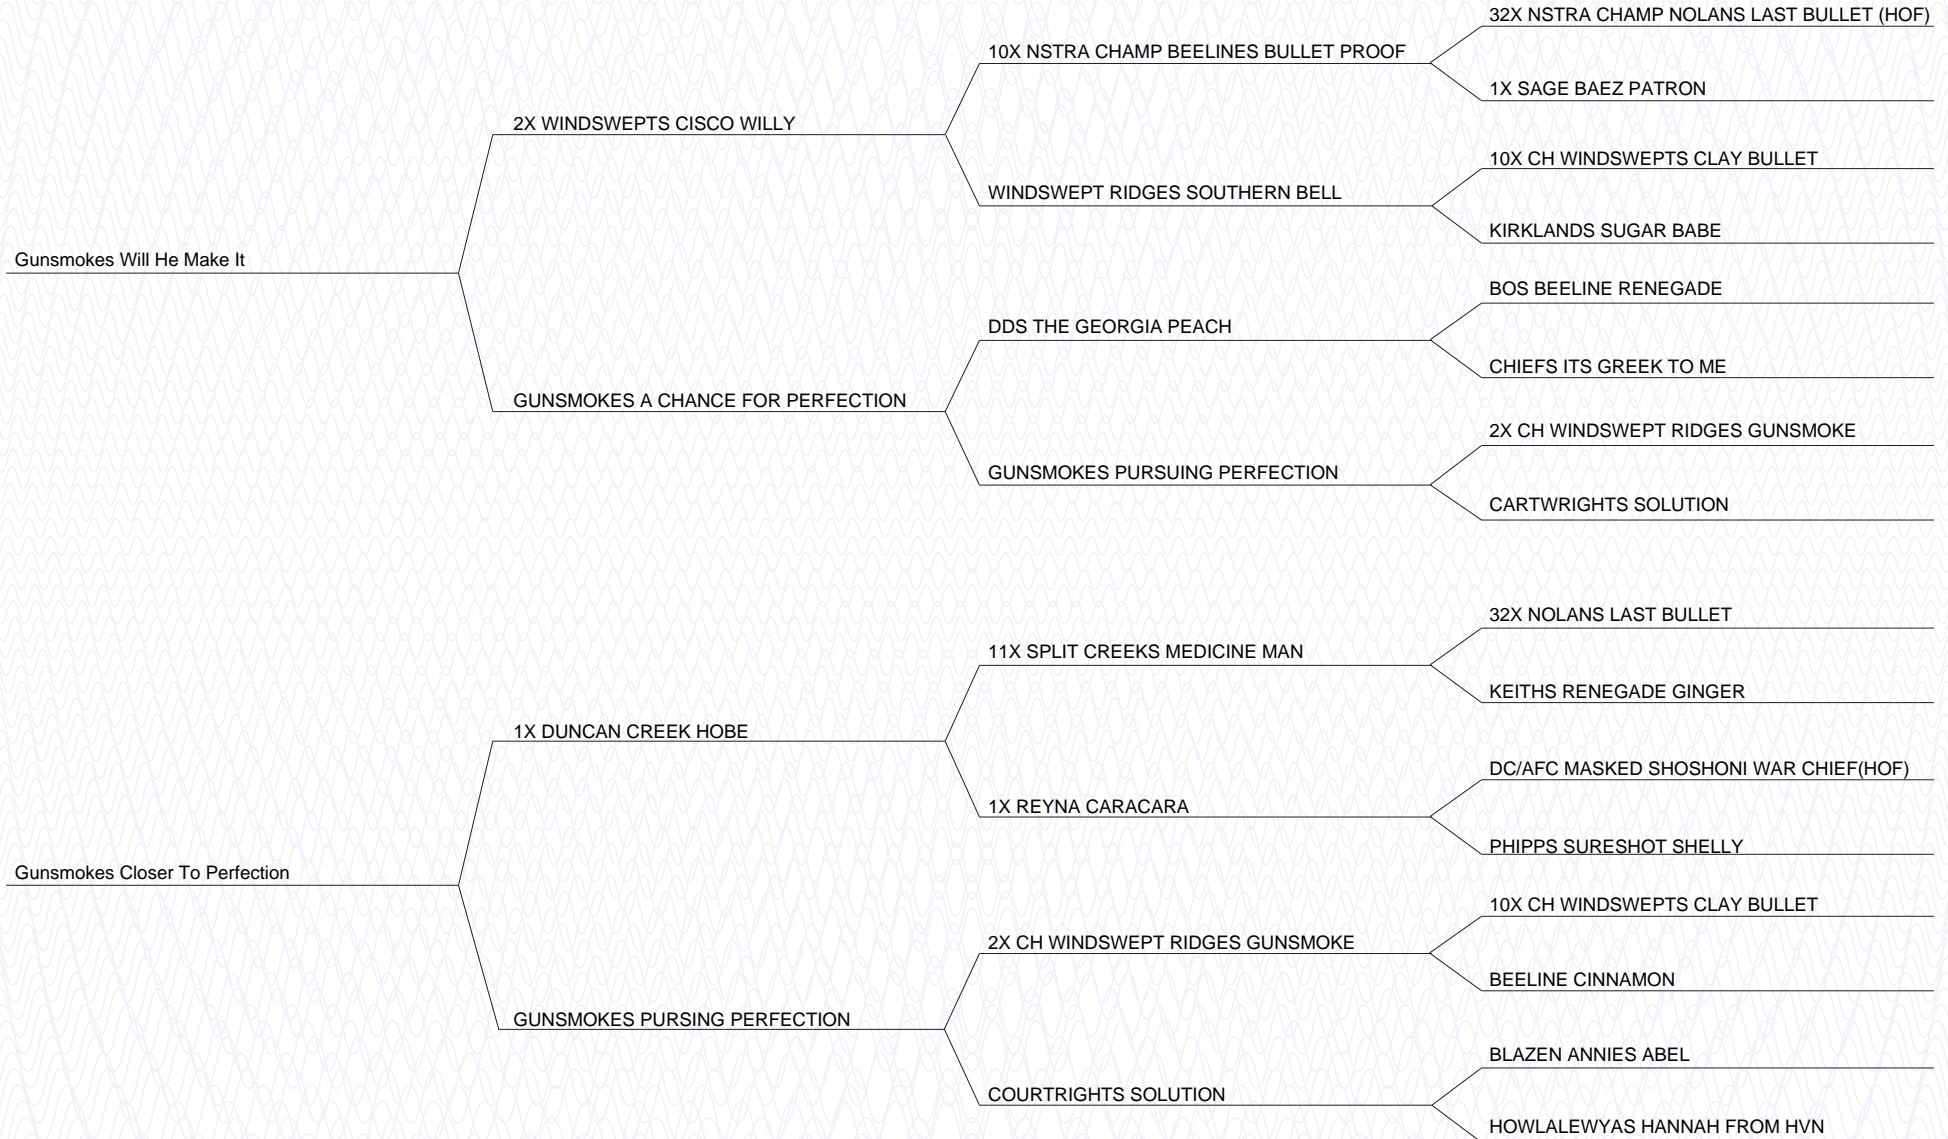 32X NSTRA CHAMP NOLANS LAST BULLET (HOF)
10X NSTRA CHAMP BEELINES BULLET PROOF
1X SAGE BAEZ PATRON
2X WINDSWEPTS CISCO WILLY
10X CH WINDSWEPTS CLAY BULLET
WINDSWEPT RIDGES SOUTHERN BELL
KIRKLANDS SUGAR BABE
Gunsmokes Will He Make It
BOS BEELINE RENEGADE
DDS THE GEORGIA PEACH
CHIEFS ITS GREEK TO ME
GUNSMOKES A CHANCE FOR PERFECTION
2X CH WINDSWEPT RIDGES GUNSMOKE
GUNSMOKES PURSUING PERFECTION
CARTWRIGHTS SOLUTION
32X NOLANS LAST BULLET
11X SPLIT CREEKS MEDICINE MAN
KEITHS RENEGADE GINGER
1X DUNCAN CREEK HOBE
DC/AFC MASKED SHOSHONI WAR CHIEF(HOF)
1X REYNA CARACARA
PHIPPS SURESHOT SHELLY
Gunsmokes Closer To Perfection
10X CH WINDSWEPTS CLAY BULLET
2X CH WINDSWEPT RIDGES GUNSMOKE
BEELINE CINNAMON
GUNSMOKES PURSING PERFECTION
BLAZEN ANNIES ABEL
COURTRIGHTS SOLUTION
HOWLALEWYAS HANNAH FROM HVN